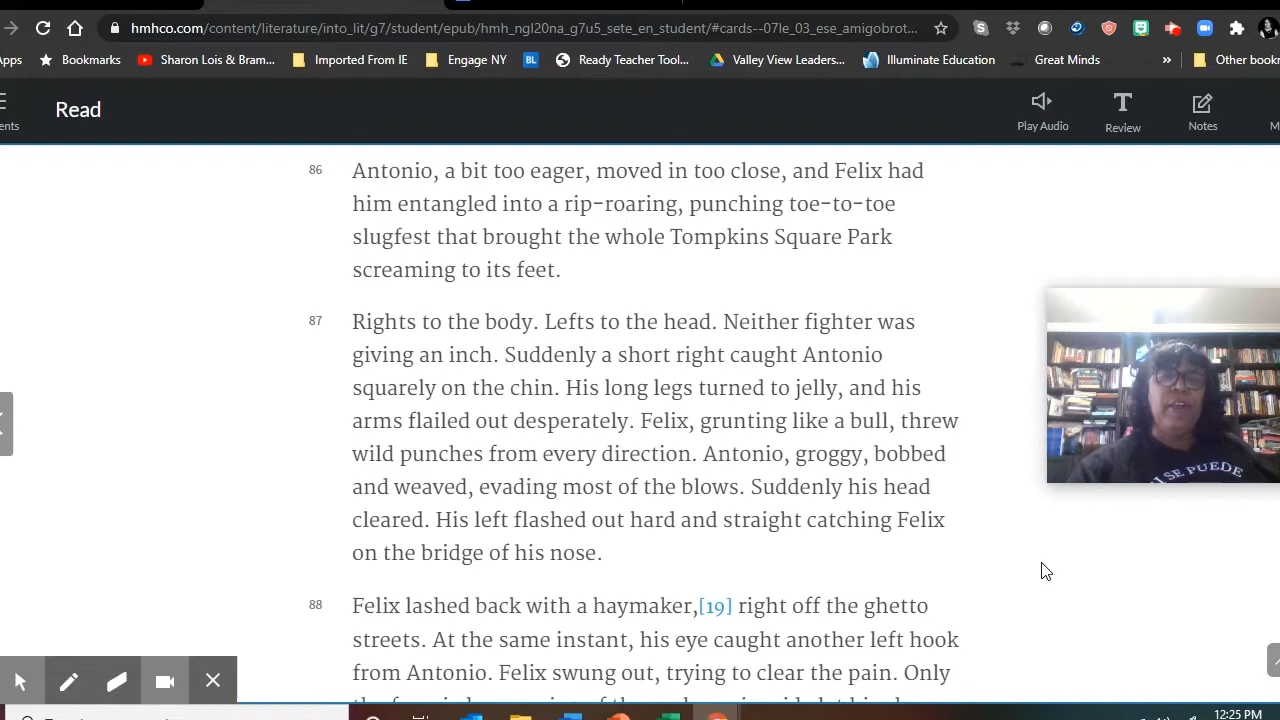 hmhco.com/content/literature/into_lit/g7/student/epub/hmh_ngl20na_g7u5_sete_en_student/#cards--07le_03_ese_amigobrot...
Apps Bookmarks Sharon Lois & Bram... Imported From IE Engage NY BL Ready Teacher Tool... Valley View Leaders... Illuminate Education Great Minds » Other bookm
ents Read Play Audio Review Notes M
86 Antonio, a bit too eager, moved in too close, and Felix had
him entangled into a rip-roaring, punching toe-to-toe
slugfest that brought the whole Tompkins Square Park
screaming to its feet.
87 Rights to the body. Lefts to the head. Neither fighter was
giving an inch. Suddenly a short right caught Antonio
squarely on the chin. His long legs turned to jelly, and his
arms flailed out desperately. Felix, grunting like a bull, threw
wild punches from every direction. Antonio, groggy, bobbed
and weaved, evading most of the blows. Suddenly his head
cleared. His left flashed out hard and straight catching Felix
on the bridge of his nose.
88 Felix lashed back with a haymaker,[19] right off the ghetto
streets. At the same instant, his eye caught another left hook
from Antonio. Felix swung out, trying to clear the pain. Only
SE PUEDE
12:25 PM